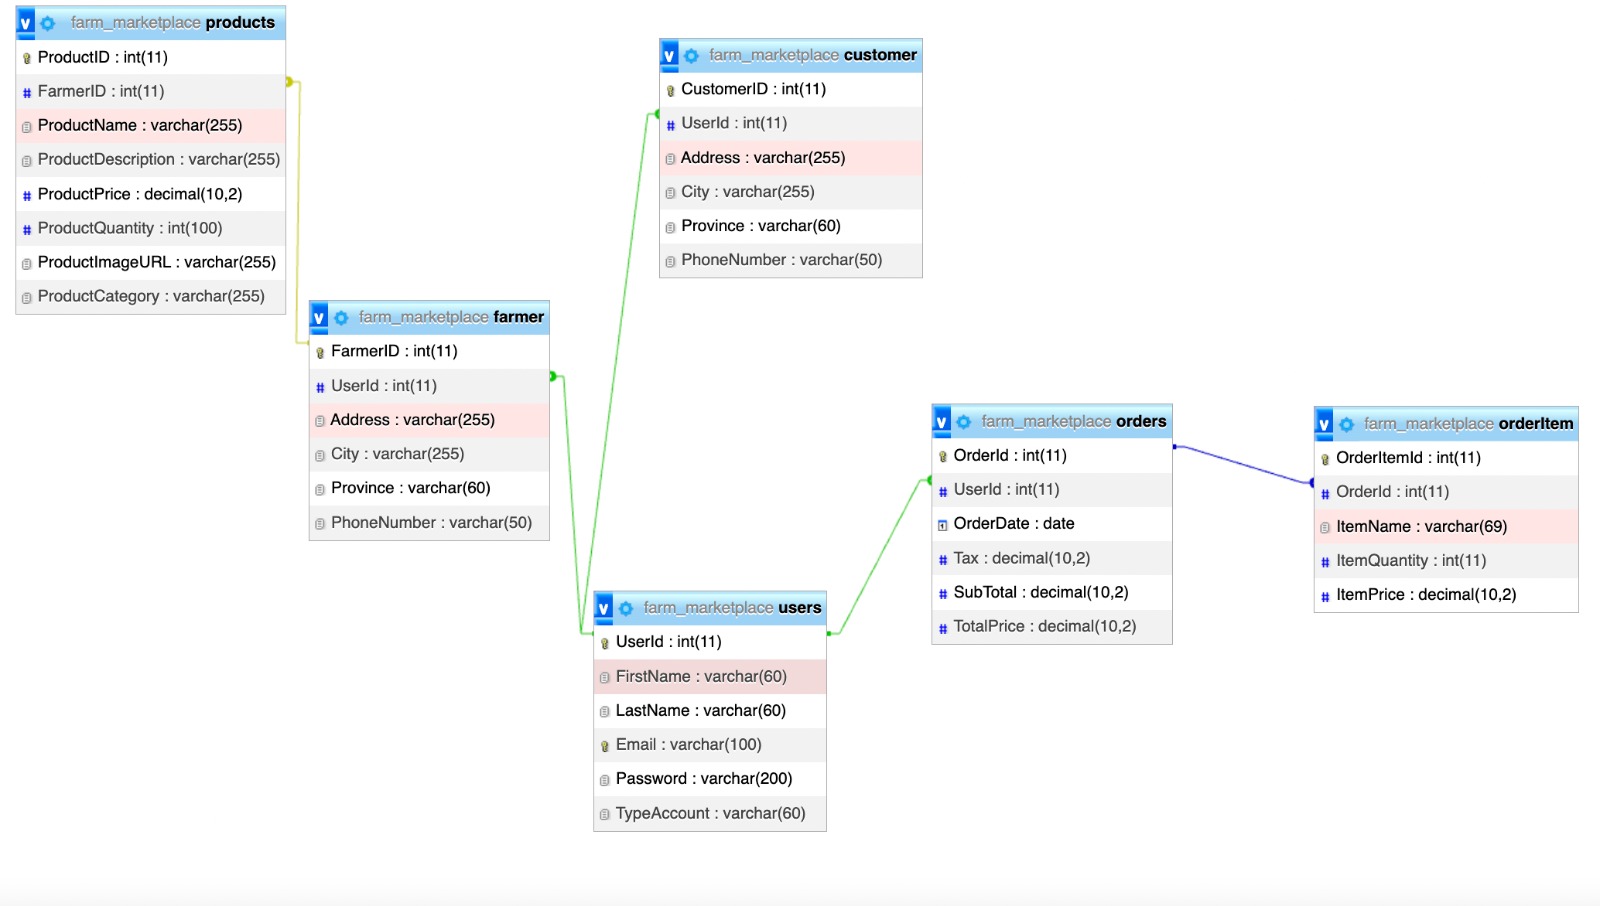 farm_marketplace products
ProductID : int(11)
FarmerID : int(11)
ProductName : varchar(255)
ProductDescription : varchar(255)
ProductPrice : decimal(10,2)
ProductQuantity : int(100)
ProductImageURL : varchar(255)
ProductCategory : varchar(255)
farm_marketplace customer
CustomerID : int(11)
UserId : int(11)
Address : varchar(255)
City : varchar(255)
Province : varchar(60)
PhoneNumber : varchar(50)
farm_marketplace farmer
FarmerID : int(11)
UserId : int(11)
Address : varchar(255)
City : varchar(255)
Province : varchar(60)
PhoneNumber : varchar(50)
farm_marketplace users
UserId : int(11)
FirstName : varchar(60)
LastName : varchar(60)
Email : varchar(100)
Password : varchar(200)
TypeAccount : varchar(60)
farm_marketplace orders
OrderId : int(11)
UserId : int(11)
OrderDate : date
Tax : decimal(10,2)
SubTotal : decimal(10,2)
TotalPrice : decimal(10,2)
farm_marketplace orderItem
OrderItemId : int(11)
OrderId : int(11)
ItemName : varchar(69)
ItemQuantity : int(11)
ItemPrice : decimal(10,2)